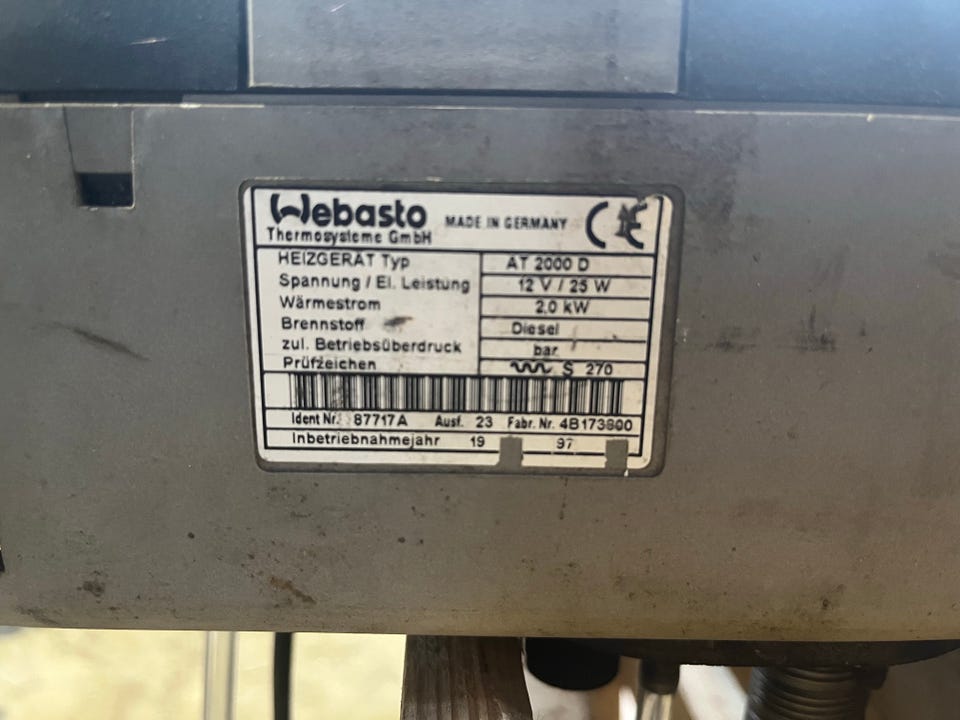 Webasto MADE IN GERMANY CE
Thermosysteme GmbH
HEIZGERÄT Typ AT 2000 D
Spannung / El. Leistung 12 V / 25 W
Wärmestrom 2,0 kW
Brennstoff Diesel
zul. Betriebsüberdruck bar
Prüfzeichen S 270
Ident Nr. 87717A Ausf. 23 Fabr. Nr.
Inbetriebnahmejahr 19 97